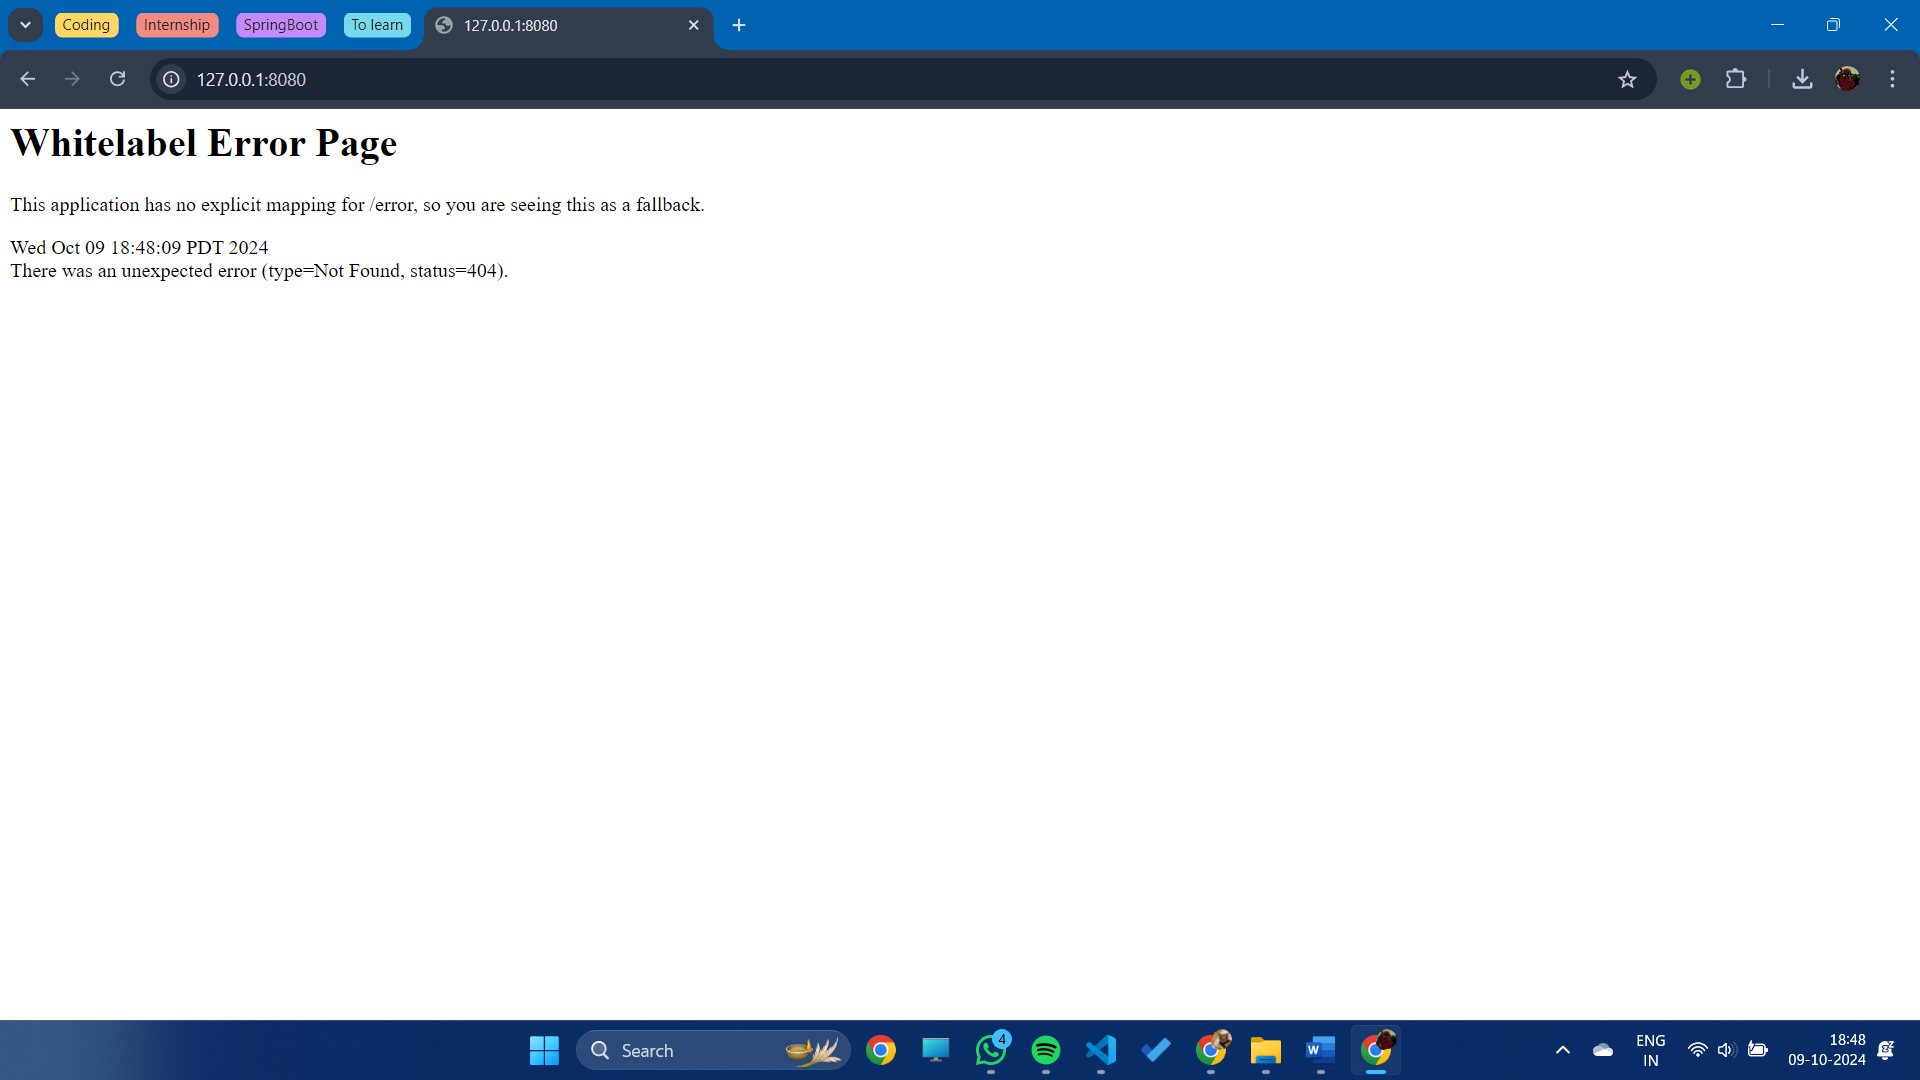 Coding Internship SpringBoot To learn 127.0.0.1:8080
127.0.0.1:8080
Whitelabel Error Page
This application has no explicit mapping for /error, so you are seeing this as a fallback.
Wed Oct 09 18:48:09 PDT 2024
There was an unexpected error (type=Not Found, status=404).
Search
4
W
ENG
IN
18:48
09-10-2024